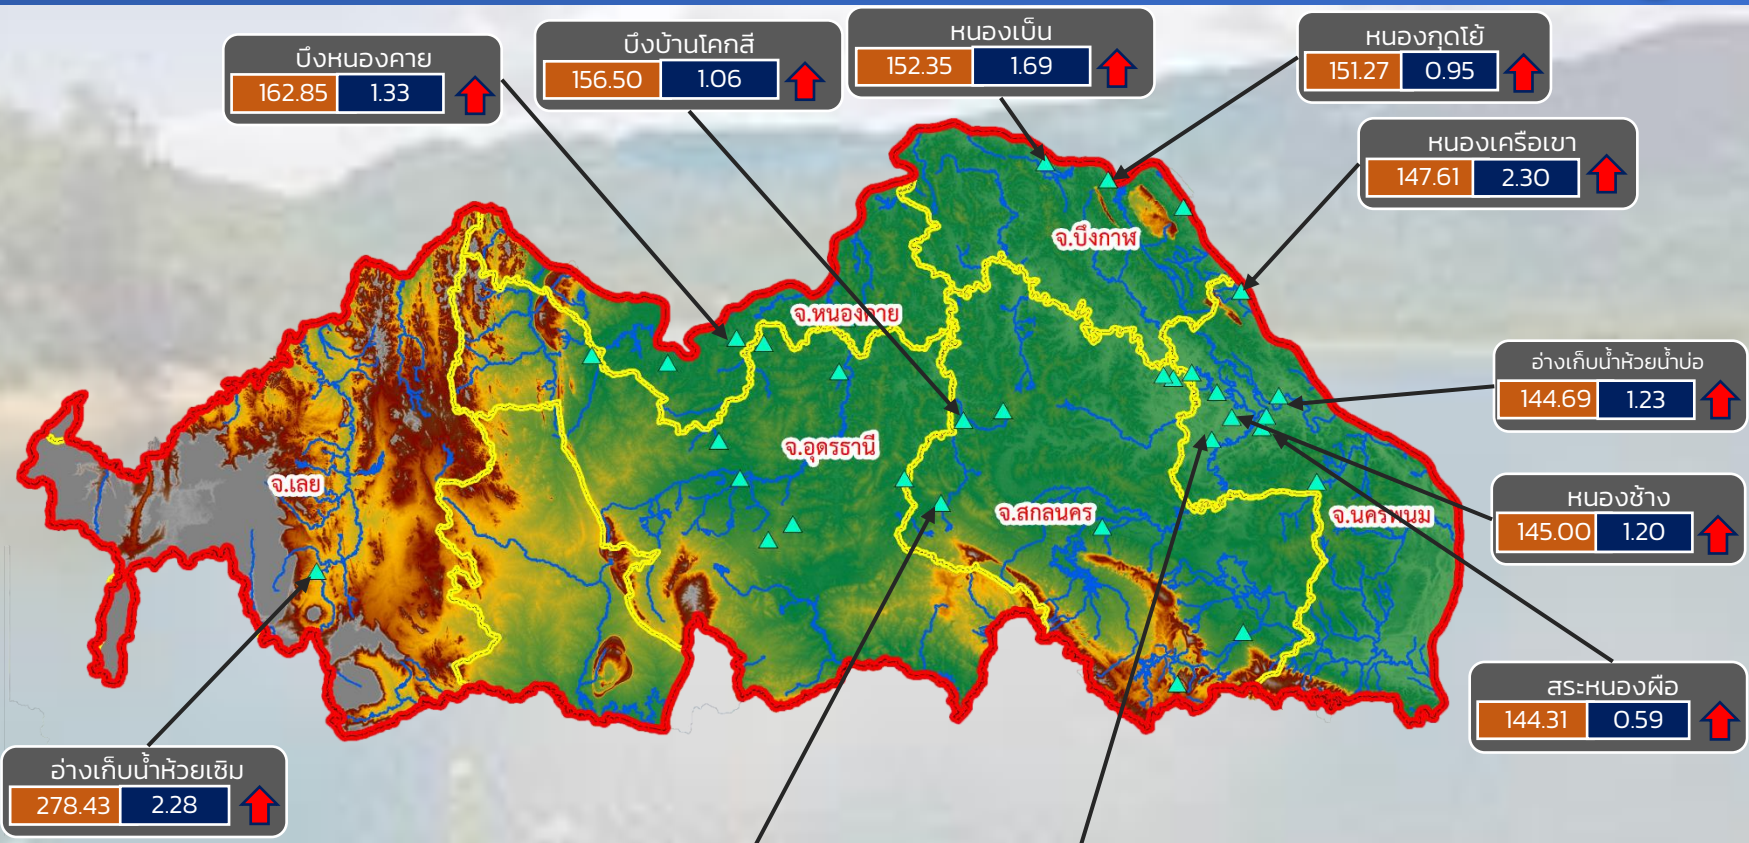 บึงหนองคาย
162.85 1.33
บึงบ้านโคกสี
156.50 1.06
หนองเบ็น
152.35 1.69
หนองกุดโย้
151.27 0.95
หนองเครือเขา
147.61 2.30
จ.บึงกาฬ
จ.หนองคาย
อ่างเก็บน้ำห้วยน้ำบ่อ
144.69 1.23
จ.อุดรธานี
จ.เลย
จ.สกลนคร
จ.นครพนม
หนองช้าง
145.00 1.20
สระหนองผือ
144.31 0.59
อ่างเก็บน้ำห้วยเซิม
278.43 2.28